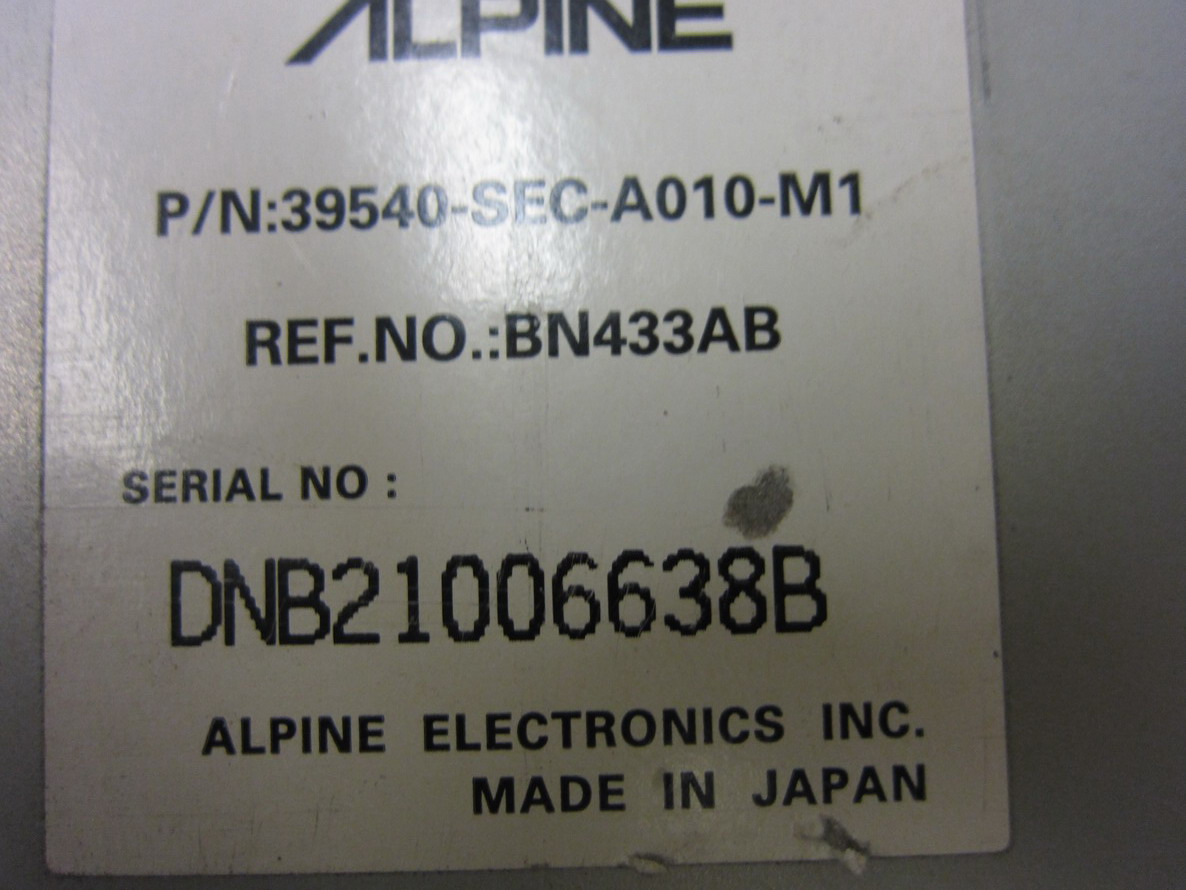 ALPINE
P/N:39540-SEC-A010-M1
REF.NO.:BN433AB
SERIAL NO :
DNB21006638B
ALPINE ELECTRONICS INC.
MADE IN JAPAN